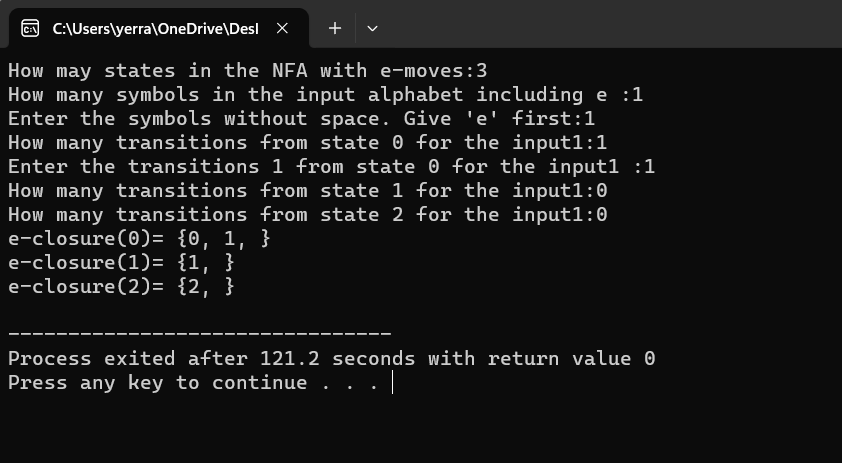 C:\Users\yerra\OneDrive\Desl
How may states in the NFA with e-moves:3
How many symbols in the input alphabet including e :1
Enter the symbols without space. Give 'e' first:1
How many transitions from state 0 for the input1:1
Enter the transitions 1 from state 0 for the input1 :1
How many transitions from state 1 for the input1:0
How many transitions from state 2 for the input1:0
e-closure(0)= {0, 1, }
e-closure(1)= {1, }
e-closure(2)= {2, }
--------------------------------
Process exited after 121.2 seconds with return value 0
Press any key to continue . . .